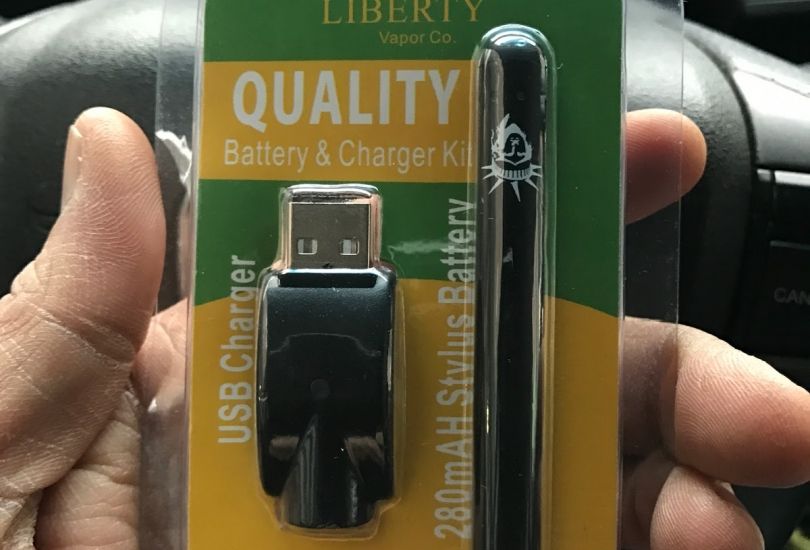 LIBERTY
Vapor Co.
QUALITY
Battery & Charger Kit
USB Charger
280mAH Stylus Battery